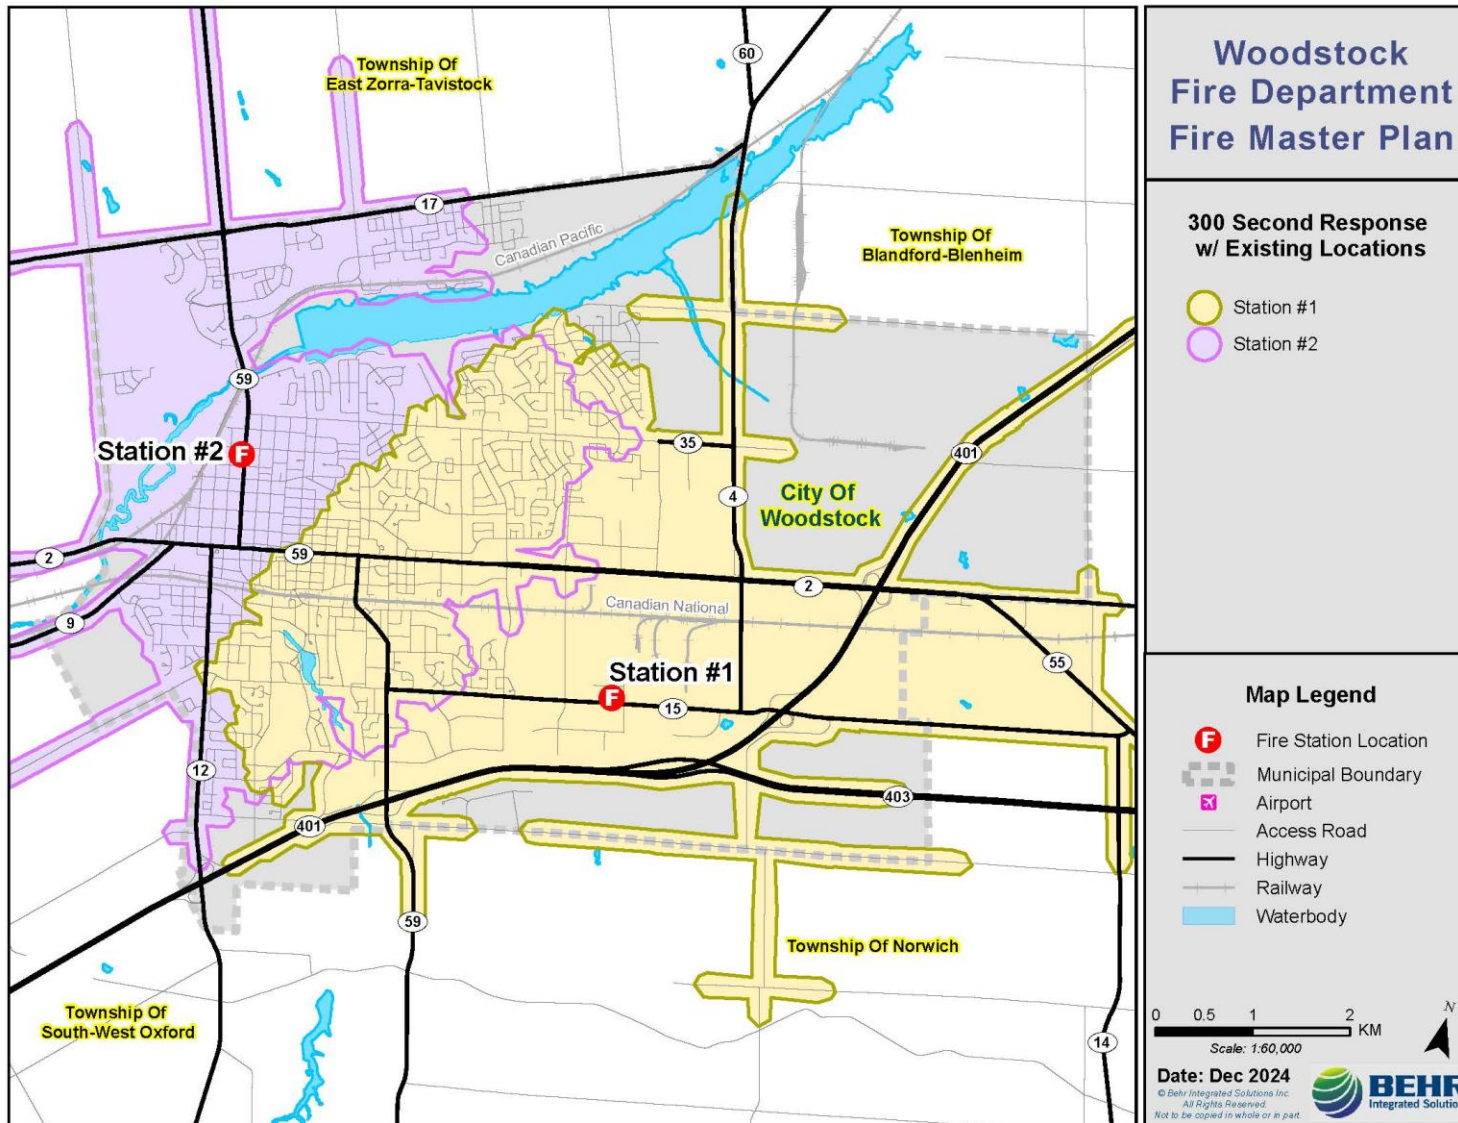 Woodstock
Fire Department
Fire Master Plan
300 Second Response
w/ Existing Locations
Station #1
Station #2
Map Legend
Fire Station Location
Municipal Boundary
Airport
Access Road
Highway
Railway
Waterbody
0 0.5 1 2
KM
N
Scale: 1:60,000
Date: Dec 2024
© Behr Integrated Solutions Inc.
All Rights Reserved.
Not to be copied in whole or in part.
BEHR
Integrated Solutio
Township Of
East Zorra-Tavistock
60
17
Canadian Pacific
Township Of
Blandford-Blenheim
59
Station #2
F
35
401
4
City Of
Woodstock
2
59
2
Canadian National
9
55
Station #1
F
15
12
403
401
59
Township Of Norwich
Township Of
South-West Oxford
14
F